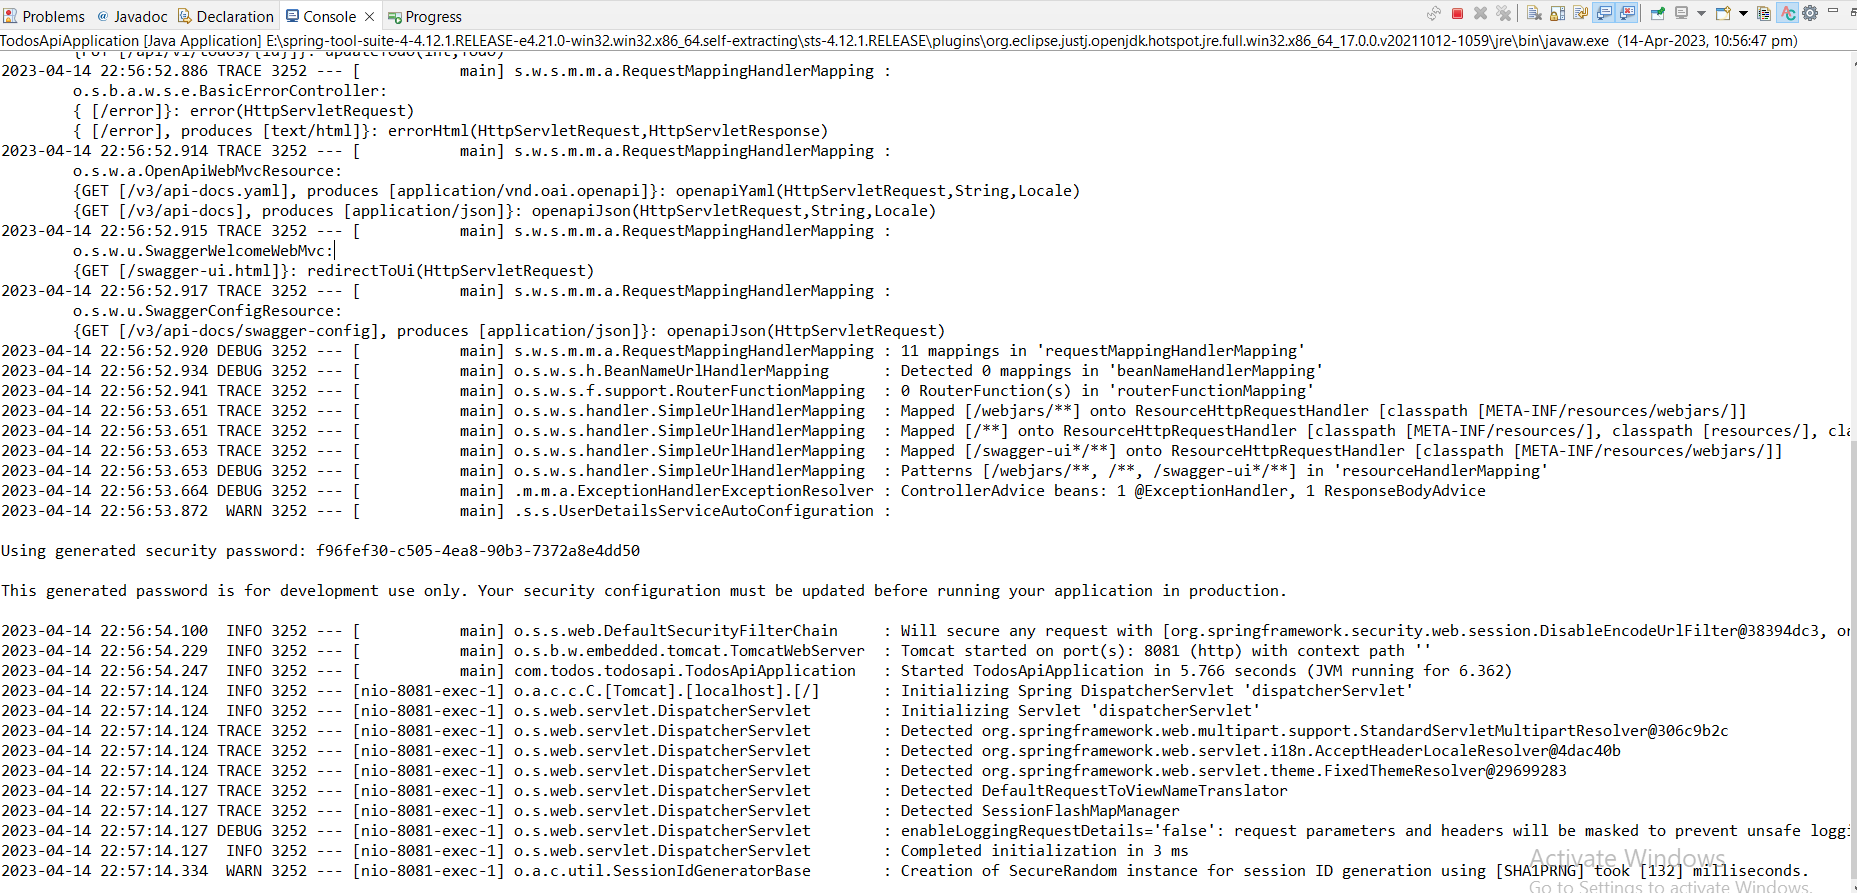 Problems @ Javadoc Declaration Console Progress
TodosApiApplication [Java Application] E:\spring-tool-suite-4-4.12.1.RELEASE-e4.21.0-win32.win32.x86_64.self-extracting\sts-4.12.1.RELEASE\plugins\org.eclipse.justj.openjdk.hotspot.jre.full.win32.x86_64_17.0.0.v20211012-1059\jre\bin\javaw.exe (14-Apr-2023, 10:56:47 pm)
2023-04-14 22:56:52.886 TRACE 3252 --- [           main] s.w.s.m.m.a.RequestMappingHandlerMapping :
o.s.b.a.w.s.e.BasicErrorController:
{ [/error]}: error(HttpServletRequest)
{ [/error], produces [text/html]}: errorHtml(HttpServletRequest,HttpServletResponse)
2023-04-14 22:56:52.914 TRACE 3252 --- [           main] s.w.s.m.m.a.RequestMappingHandlerMapping :
o.s.w.a.OpenApiWebMvcResource:
{GET [/v3/api-docs.yaml], produces [application/vnd.oai.openapi]}: openapiYaml(HttpServletRequest,String,Locale)
{GET [/v3/api-docs], produces [application/json]}: openapiJson(HttpServletRequest,String,Locale)
2023-04-14 22:56:52.915 TRACE 3252 --- [           main] s.w.s.m.m.a.RequestMappingHandlerMapping :
o.s.w.u.SwaggerWelcomeWebMvc:
{GET [/swagger-ui.html]}: redirectToUi(HttpServletRequest)
2023-04-14 22:56:52.917 TRACE 3252 --- [           main] s.w.s.m.m.a.RequestMappingHandlerMapping :
o.s.w.u.SwaggerConfigResource:
{GET [/v3/api-docs/swagger-config], produces [application/json]}: openapiJson(HttpServletRequest)
2023-04-14 22:56:52.920 DEBUG 3252 --- [           main] s.w.s.m.m.a.RequestMappingHandlerMapping : 11 mappings in 'requestMappingHandlerMapping'
2023-04-14 22:56:52.934 DEBUG 3252 --- [           main] o.s.w.s.h.BeanNameUrlHandlerMapping      : Detected 0 mappings in 'beanNameHandlerMapping'
2023-04-14 22:56:52.941 TRACE 3252 --- [           main] o.s.w.s.f.support.RouterFunctionMapping  : 0 RouterFunction(s) in 'routerFunctionMapping'
2023-04-14 22:56:53.651 TRACE 3252 --- [           main] o.s.w.s.handler.SimpleUrlHandlerMapping  : Mapped [/webjars/**] onto ResourceHttpRequestHandler [classpath [META-INF/resources/webjars/]]
2023-04-14 22:56:53.651 TRACE 3252 --- [           main] o.s.w.s.handler.SimpleUrlHandlerMapping  : Mapped [/**] onto ResourceHttpRequestHandler [classpath [META-INF/resources/], classpath [resources/], cla
2023-04-14 22:56:53.653 TRACE 3252 --- [           main] o.s.w.s.handler.SimpleUrlHandlerMapping  : Mapped [/swagger-ui*/**] onto ResourceHttpRequestHandler [classpath [META-INF/resources/webjars/]]
2023-04-14 22:56:53.653 DEBUG 3252 --- [           main] o.s.w.s.handler.SimpleUrlHandlerMapping  : Patterns [/webjars/**, /**, /swagger-ui*/**] in 'resourceHandlerMapping'
2023-04-14 22:56:53.664 DEBUG 3252 --- [           main] .m.m.a.ExceptionHandlerExceptionResolver : ControllerAdvice beans: 1 @ExceptionHandler, 1 ResponseBodyAdvice
2023-04-14 22:56:53.872  WARN 3252 --- [           main] .s.s.UserDetailsServiceAutoConfiguration :
Using generated security password: f96fef30-c505-4ea8-90b3-7372a8e4dd50
This generated password is for development use only. Your security configuration must be updated before running your application in production.
2023-04-14 22:56:54.100  INFO 3252 --- [           main] o.s.s.web.DefaultSecurityFilterChain     : Will secure any request with [org.springframework.security.web.session.DisableEncodeUrlFilter@38394dc3, or
2023-04-14 22:56:54.229  INFO 3252 --- [           main] o.s.b.w.embedded.tomcat.TomcatWebServer  : Tomcat started on port(s): 8081 (http) with context path ''
2023-04-14 22:56:54.247  INFO 3252 --- [           main] com.todos.todosapi.TodosApiApplication   : Started TodosApiApplication in 5.766 seconds (JVM running for 6.362)
2023-04-14 22:57:14.124  INFO 3252 --- [nio-8081-exec-1] o.a.c.c.C.[Tomcat].[localhost].[/]       : Initializing Spring DispatcherServlet 'dispatcherServlet'
2023-04-14 22:57:14.124  INFO 3252 --- [nio-8081-exec-1] o.s.web.servlet.DispatcherServlet        : Initializing Servlet 'dispatcherServlet'
2023-04-14 22:57:14.124 TRACE 3252 --- [nio-8081-exec-1] o.s.web.servlet.DispatcherServlet        : Detected org.springframework.web.multipart.support.StandardServletMultipartResolver@306c9b2c
2023-04-14 22:57:14.124 TRACE 3252 --- [nio-8081-exec-1] o.s.web.servlet.DispatcherServlet        : Detected org.springframework.web.servlet.i18n.AcceptHeaderLocaleResolver@4dac40b
2023-04-14 22:57:14.124 TRACE 3252 --- [nio-8081-exec-1] o.s.web.servlet.DispatcherServlet        : Detected org.springframework.web.servlet.theme.FixedThemeResolver@29699283
2023-04-14 22:57:14.127 TRACE 3252 --- [nio-8081-exec-1] o.s.web.servlet.DispatcherServlet        : Detected DefaultRequestToViewNameTranslator
2023-04-14 22:57:14.127 TRACE 3252 --- [nio-8081-exec-1] o.s.web.servlet.DispatcherServlet        : Detected SessionFlashMapManager
2023-04-14 22:57:14.127 DEBUG 3252 --- [nio-8081-exec-1] o.s.web.servlet.DispatcherServlet        : enableLoggingRequestDetails='false': request parameters and headers will be masked to prevent unsafe loggi
2023-04-14 22:57:14.127  INFO 3252 --- [nio-8081-exec-1] o.s.web.servlet.DispatcherServlet        : Completed initialization in 3 ms
2023-04-14 22:57:14.334  WARN 3252 --- [nio-8081-exec-1] o.a.c.util.SessionIdGeneratorBase        : Creation of SecureRandom instance for session ID generation using [SHA1PRNG] took [132] milliseconds.
Activate Windows
Go to Settings to activate Windows.